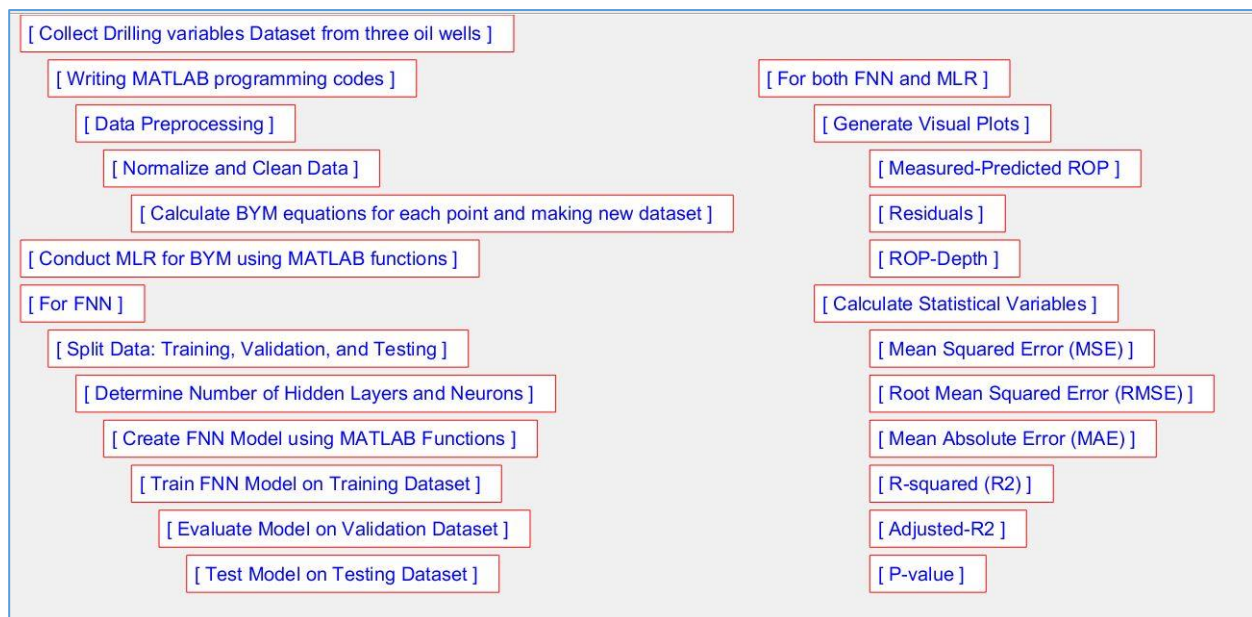 [ Collect Drilling variables Dataset from three oil wells ]
[ Writing MATLAB programming codes ]
[ Data Preprocessing ]
[ Normalize and Clean Data ]
[ Calculate BYM equations for each point and making new dataset ]
[ Conduct MLR for BYM using MATLAB functions ]
[ For FNN ]
[ Split Data: Training, Validation, and Testing ]
[ Determine Number of Hidden Layers and Neurons ]
[ Create FNN Model using MATLAB Functions ]
[ Train FNN Model on Training Dataset ]
[ Evaluate Model on Validation Dataset ]
[ Test Model on Testing Dataset ]
[ For both FNN and MLR ]
[ Generate Visual Plots ]
[ Measured-Predicted ROP ]
[ Residuals ]
[ ROP-Depth ]
[ Calculate Statistical Variables ]
[ Mean Squared Error (MSE) ]
[ Root Mean Squared Error (RMSE) ]
[ Mean Absolute Error (MAE) ]
[ R-squared (R2) ]
[ Adjusted-R2 ]
[ P-value ]